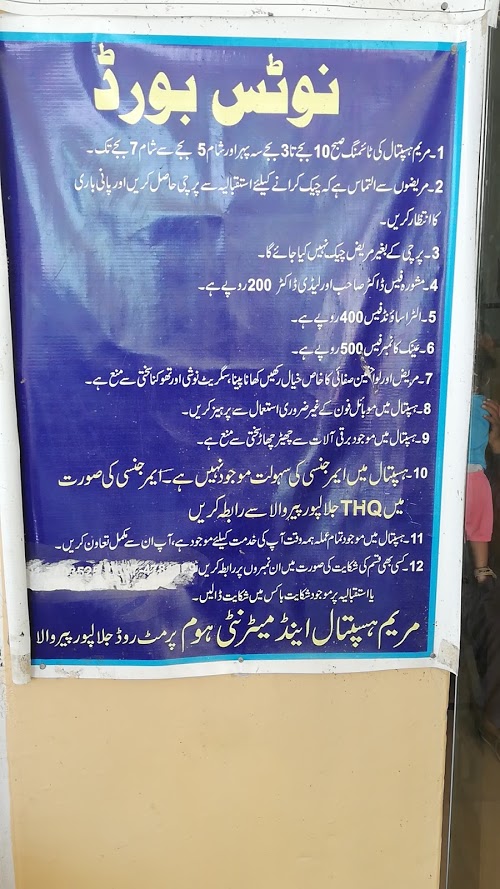 نوٹس بورڈ
1۔مریم ہسپتال کی ٹائمنگ صبح 10 بجے تا 3 بجے سہ پہر اور شام 5 بجے سے شام 7 بجے تک۔
2۔مریضوں سے التماس ہے کہ چیک کرانے کیلئے استقبالیہ سے پرچی حاصل کریں اور پانی باری
کا انتظار کریں۔
3۔پرچی کے بغیر مریض چیک نہیں کیا جائے گا۔
4۔مشورہ فیس ڈاکٹر صاحب اور لیڈی ڈاکٹر 200 روپے ہے۔
5۔الٹراساؤنڈ فیس 400 روپے ہے۔
6۔عینک کا نمبر فیس 500 روپے ہے۔
7۔مریض اور لواحقین صفائی کا خاص خیال رکھیں کھانا پینا، سگریٹ نوشی اور تھوکنا سختی سے منع ہے۔
8۔ہسپتال میں موبائل فون کے غیر ضروری استعمال سے پرہیز کریں۔
9۔ہسپتال میں موجود برقی آلات سے چھیڑ چھاڑ سختی سے منع ہے۔
10۔ہسپتال میں ایمرجنسی کی سہولت موجود نہیں ہے۔ ایمرجنسی کی صورت
میں THQ جلالپور پیروالا سے رابطہ کریں
11۔ہسپتال میں موجود تمام عملہ ہمہ وقت آپ کی خدمت کیلئے موجود ہے، آپ ان سے مکمل تعاون کریں۔
12۔کسی بھی قسم کی شکایت کی صورت میں ان نمبروں پر رابطہ کریں
یا استقبالیہ پر موجود شکایت باکس میں شکایت ڈالیں۔
مریم ہسپتال اینڈ میٹرنٹی ہوم پرمٹ روڈ جلالپور پیروالا